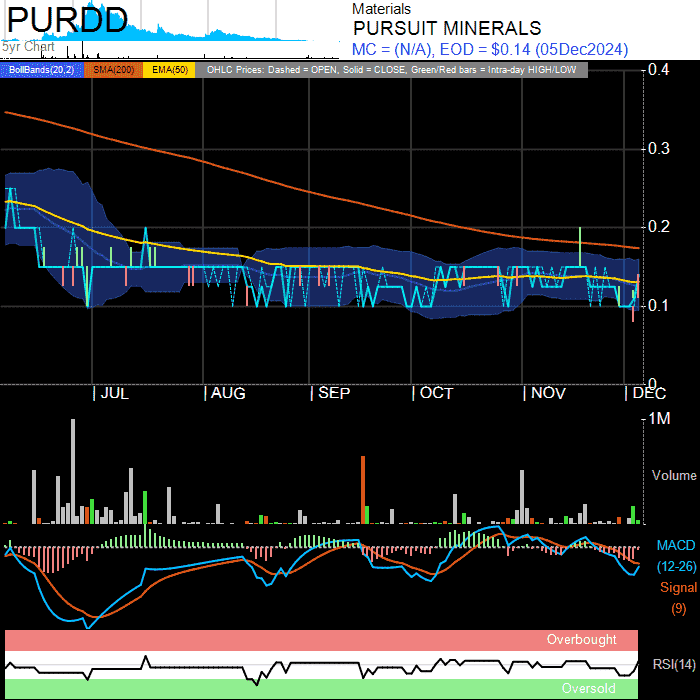 PURDD
5yr Chart
Materials
PURSUIT MINERALS
MC = (N/A), EOD = $0.14 (05Dec2024)
BollBands(20,2) SMA(200) EMA(50) OHLC Prices: Dashed = OPEN, Solid = CLOSE, Green/Red bars = Intra-day HIGH/LOW
0.4
0.3
0.2
0.1
0
| JUL | AUG | SEP | OCT | NOV | DEC
1M
Volume
MACD
(12-26)
Signal
(9)
Overbought
RSI(14)
Oversold